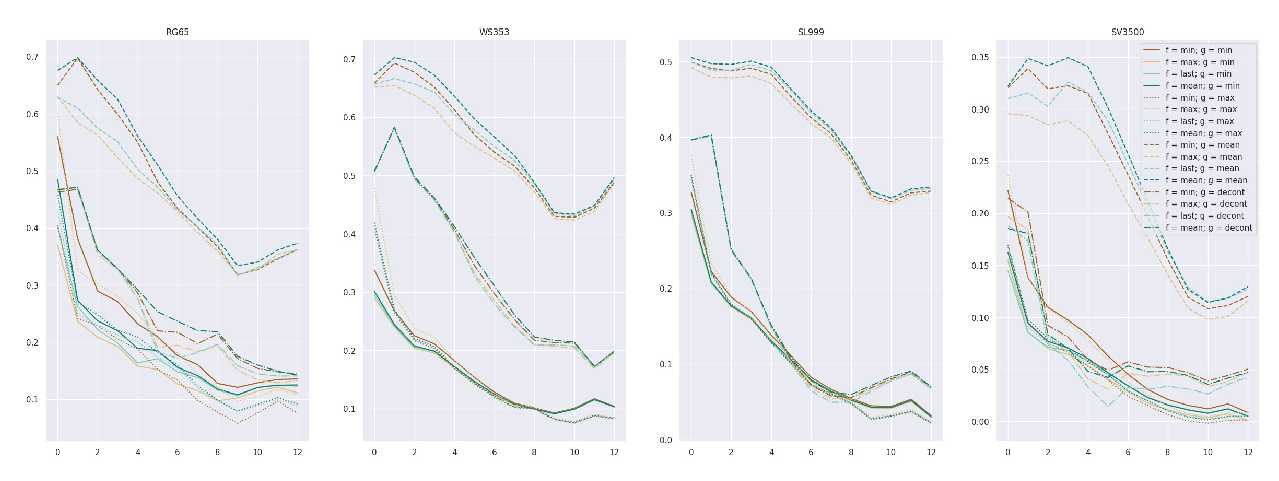 RG65
0.7
0.6
0.5
0.4
0.3
0.2
0.1
0 2 4 6 8 10 12
WS353
0.7
0.6
0.5
0.4
0.3
0.2
0.1
0 2 4 6 8 10 12
SL999
0.5
0.4
0.3
0.2
0.1
0.0
0 2 4 6 8 10 12
SV3500
0.35
0.30
0.25
0.20
0.15
0.10
0.05
0.00
0 2 4 6 8 10 12
f = min; g = min
f = max; g = min
f = last; g = min
f = mean; g = min
f = min; g = max
f = max; g = max
f = last; g = max
f = mean; g = max
f = min; g = mean
f = max; g = mean
f = last; g = mean
f = mean; g = mean
f = min; g = decont
f = max; g = decont
f = last; g = decont
f = mean; g = decont